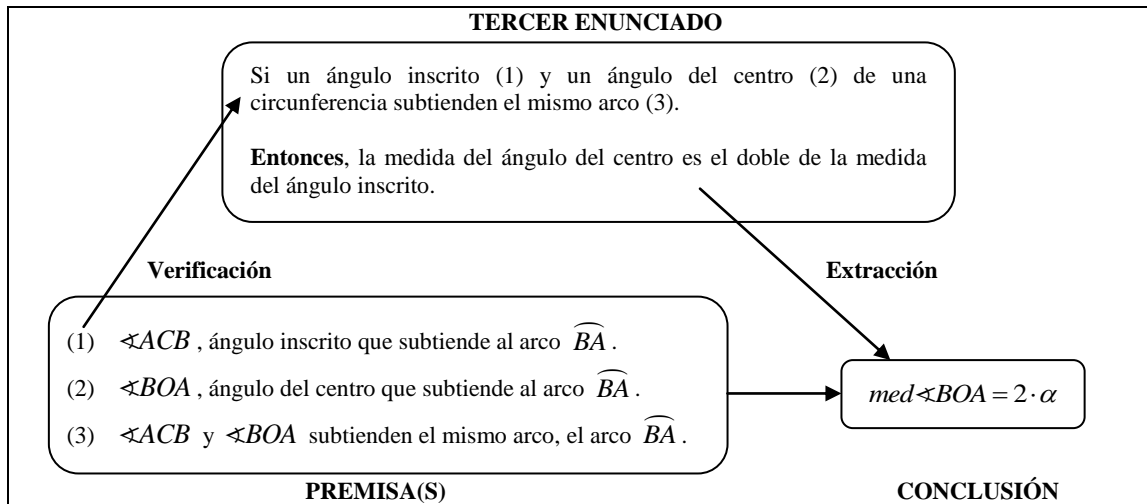 TERCER ENUNCIADO
Si un ángulo inscrito (1) y un ángulo del centro (2) de una
circunferencia subtienden el mismo arco (3).
Entonces, la medida del ángulo del centro es el doble de la medida
del ángulo inscrito.
Verificación
Extracción
(1) ∢ACB , ángulo inscrito que subtiende al arco \widehat{BA} .
(2) ∢BOA , ángulo del centro que subtiende al arco \widehat{BA} .
(3) ∢ACB y ∢BOA subtienden el mismo arco, el arco \widehat{BA} .
med∢BOA = 2·α
PREMISA(S)
CONCLUSIÓN